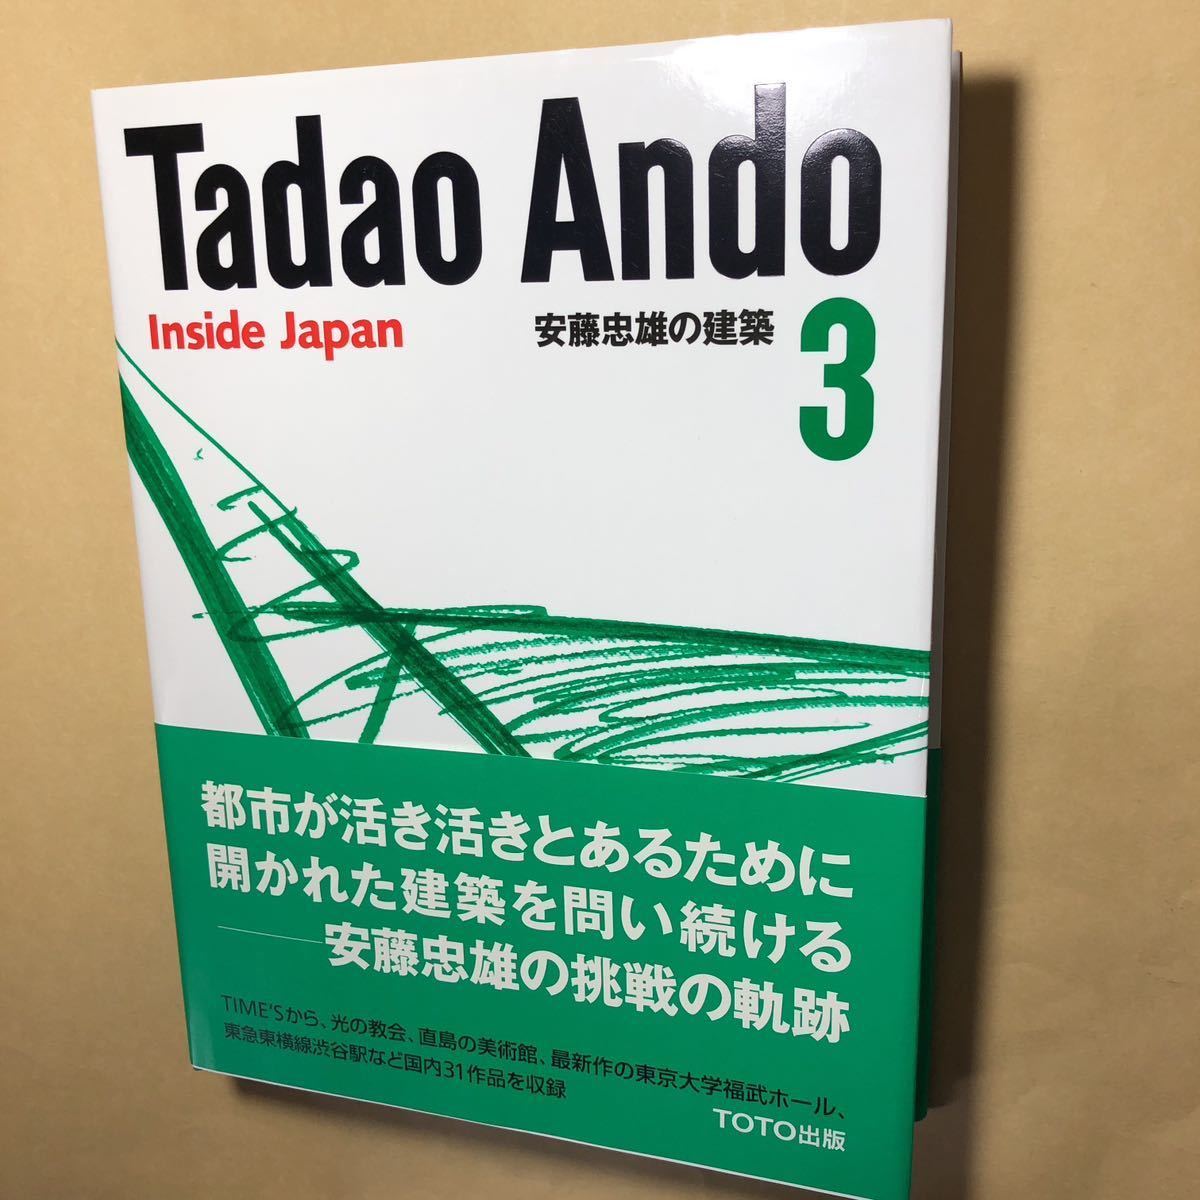 Tadao Ando
Inside Japan
安藤忠雄の建築
3
都市が活き活きとあるために
開かれた建築を問い続ける
――安藤忠雄の挑戦の軌跡
TIME'Sから、光の教会、直島の美術館、最新作の東京大学福武ホール、
東急東横線渋谷駅など国内31作品を収録
TOTO出版